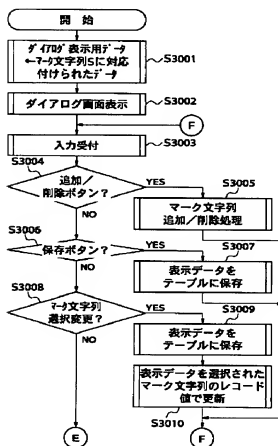 開始
ダイアログ表示用データ
←マーク文字列Sに対応
付けられたデータ
S3001
ダイアログ画面表示
S3002
F
入力受付
S3003
S3004
追加／
削除ボタン？
YES
NO
S3005
マーク文字列
追加／削除処理
S3006
保存ボタン？
YES
NO
S3007
表示データを
テーブルに保存
S3008
マーク文字列
選択変更？
YES
NO
S3009
表示データを
テーブルに保存
表示データを選択された
マーク文字列のレコード
値で更新
S3010
E
F